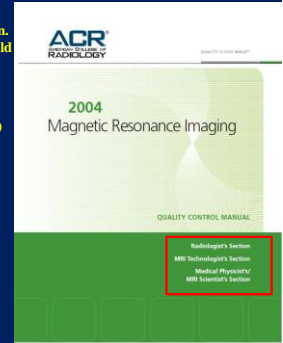 n.
ld
)
ACR
AMERICAN COLLEGE OF
RADIOLOGY
QUALITY IS OUR IMAGE
2004
Magnetic Resonance Imaging
QUALITY CONTROL MANUAL
Radiologist's Section
MRI Technologist's Section
Medical Physicist's/
MRI Scientist's Section